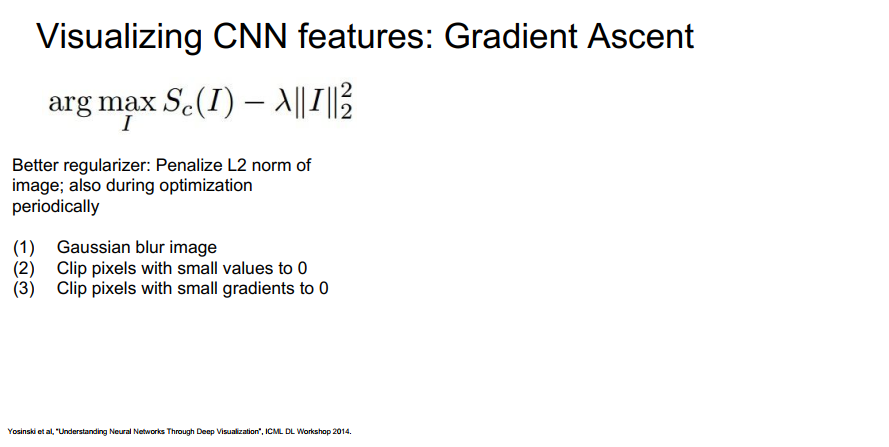 Visualizing CNN features: Gradient Ascent
arg max S_c(I) − λ‖I‖₂²
I
Better regularizer: Penalize L2 norm of
image; also during optimization
periodically
(1) Gaussian blur image
(2) Clip pixels with small values to 0
(3) Clip pixels with small gradients to 0
Yosinski et al, "Understanding Neural Networks Through Deep Visualization", ICML DL Workshop 2014.